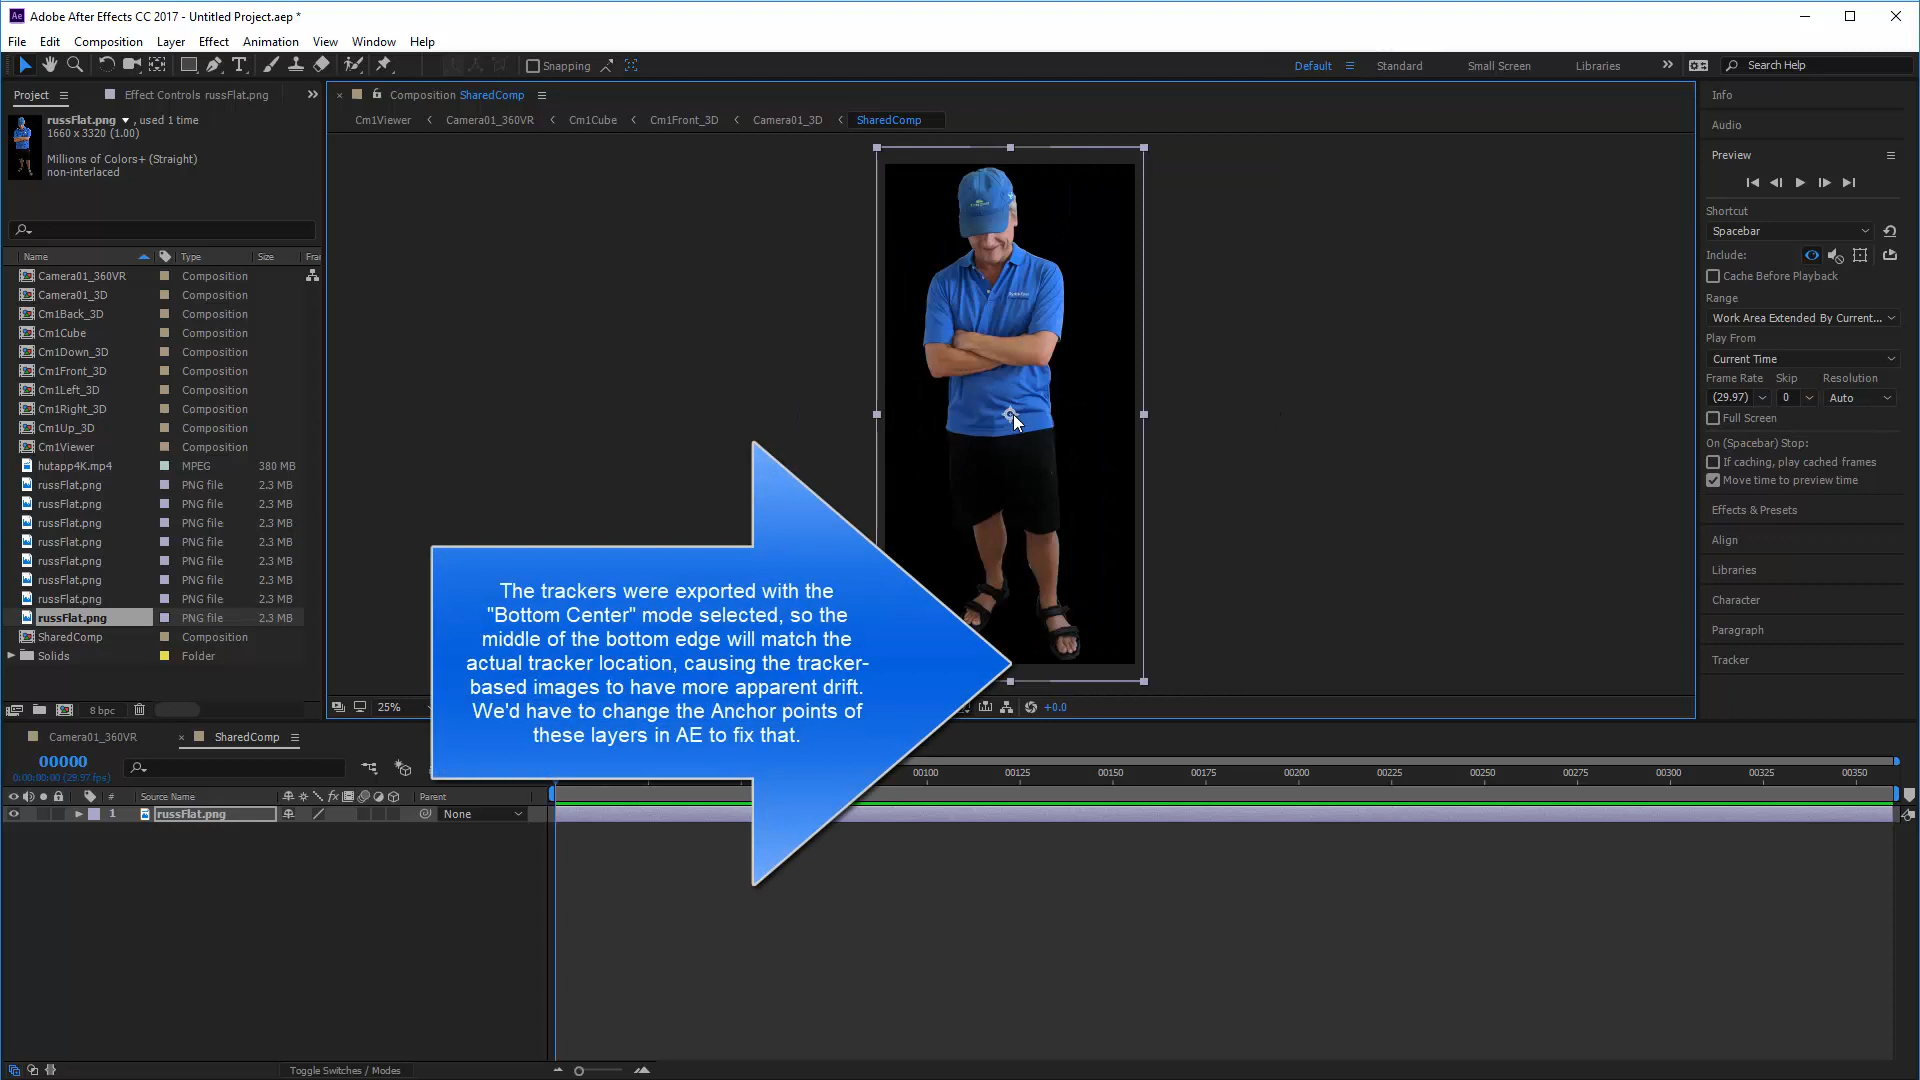 Adobe After Effects CC 2017 - Untitled Project.aep *
File Edit Composition Layer Effect Animation View Window Help
Snapping
Default Standard Small Screen Libraries Search Help
Project Effect Controls russFlat.png
russFlat.png , used 1 time
1660 x 3320 (1.00)
Millions of Colors+ (Straight)
non-interlaced
Name Type Size Frar
Camera01_360VR Composition
Camera01_3D Composition
Cm1Back_3D Composition
Cm1Cube Composition
Cm1Down_3D Composition
Cm1Front_3D Composition
Cm1Left_3D Composition
Cm1Right_3D Composition
Cm1Up_3D Composition
Cm1Viewer Composition
hutapp4K.mp4 MPEG 380 MB
russFlat.png PNG file 2.3 MB
russFlat.png PNG file 2.3 MB
russFlat.png PNG file 2.3 MB
russFlat.png PNG file 2.3 MB
russFlat.png PNG file 2.3 MB
russFlat.png PNG file 2.3 MB
russFlat.png PNG file 2.3 MB
russFlat.png PNG file 2.3 MB
SharedComp Composition
Solids Folder
8 bpc
Composition SharedComp
Cm1Viewer Camera01_360VR Cm1Cube Cm1Front_3D Camera01_3D SharedComp
The trackers were exported with the
"Bottom Center" mode selected, so the
middle of the bottom edge will match the
actual tracker location, causing the tracker-
based images to have more apparent drift.
We'd have to change the Anchor points of
these layers in AE to fix that.
25%
+0.0
Info
Audio
Preview
Shortcut
Spacebar
Include:
Cache Before Playback
Range
Work Area Extended By Current...
Play From
Current Time
Frame Rate Skip Resolution
(29.97) 0 Auto
Full Screen
On (Spacebar) Stop:
If caching, play cached frames
Move time to preview time
Effects & Presets
Align
Libraries
Character
Paragraph
Tracker
Camera01_360VR SharedComp
00000
0:00:00:00 (29.97 fps)
00100 00125 00150 00175 00200 00225 00250 00275 00300 00325 00350
# Source Name Parent
1 russFlat.png None
Toggle Switches / Modes